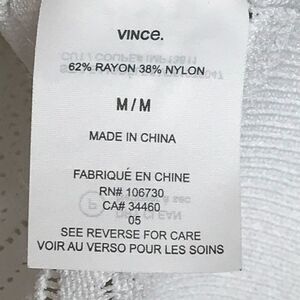 VINCE.
62% RAYON 38% NYLON
M/M
MADE IN CHINA
FABRIQUÉ EN CHINE
RN# 106730
CA# 34460
05
SEE REVERSE FOR CARE
VOIR AU VERSO POUR LES SOINS